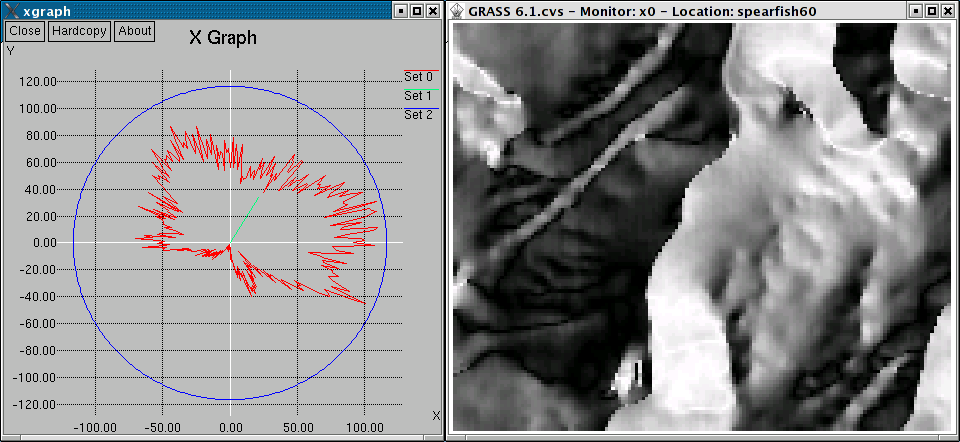 xgraph
Close Hardcopy About
X Graph
Y
Set 0
Set 1
Set 2
120.00
100.00
80.00
60.00
40.00
20.00
0.00
-20.00
-40.00
-60.00
-80.00
-100.00
-120.00
-100.00 -50.00 0.00 50.00 100.00
X
GRASS 6.1.cvs - Monitor: x0 - Location: spearfish60